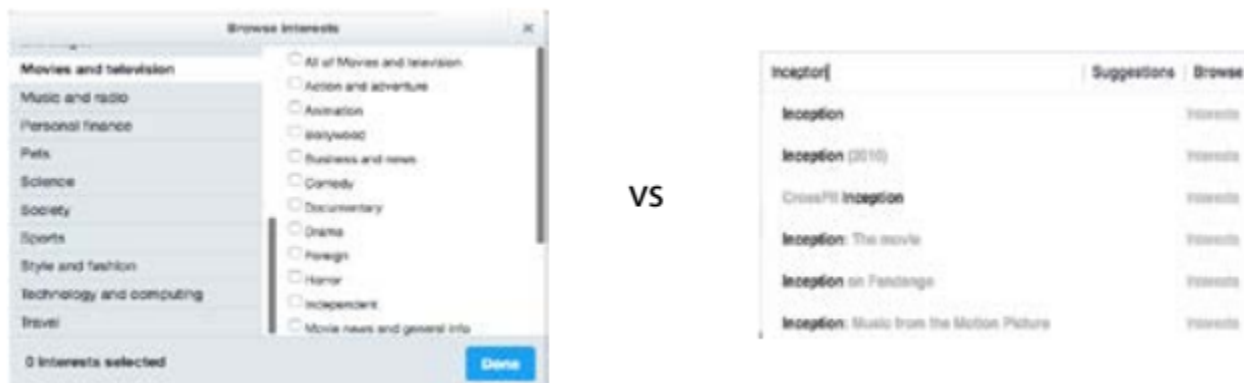 Browse interests ×
Movies and television
Music and radio
Personal finance
Pets
Science
Society
Sports
Style and fashion
Technology and computing
Travel
All of Movies and television
Action and adventure
Animation
Bollywood
Business and news
Comedy
Documentary
Drama
Foreign
Horror
Independent
Movie news and general info
0 interests selected
Done
VS
Inception Suggestions Browse
Inception Interests
Inception (2010) Interests
CrossFit Inception Interests
Inception: The movie Interests
Inception on Fandango Interests
Inception: Music from the Motion Picture Interests